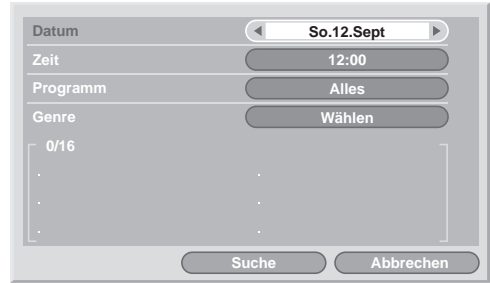 Datum So.12.Sept
Zeit 12:00
Programm Alles
Genre Wählen
0/16
Suche Abbrechen